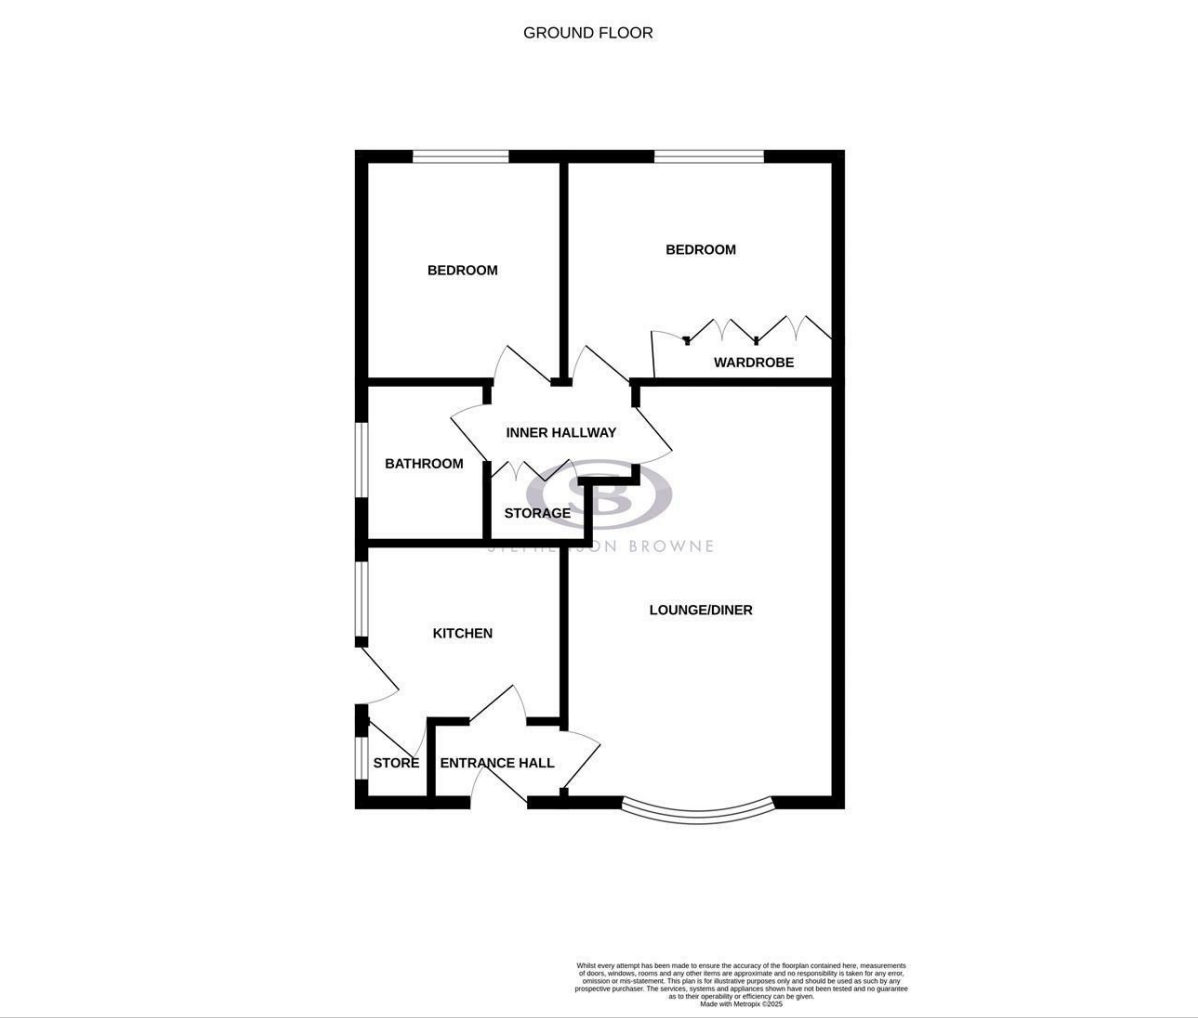 GROUND FLOOR
BEDROOM
BEDROOM
WARDROBE
INNER HALLWAY
BATHROOM
SB
STORAGE
STEPHENSON BROWNE
LOUNGE/DINER
KITCHEN
STORE
ENTRANCE HALL
Whilst every attempt has been made to ensure the accuracy of the floorplan contained here, measurements
of doors, windows, rooms and any other items are approximate and no responsibility is taken for any error,
omission or mis-statement. This plan is for illustrative purposes only and should be used as such by any
prospective purchaser. The services, systems and appliances shown have not been tested and no guarantee
as to their operability or efficiency can be given.
Made with Metropix ©2025